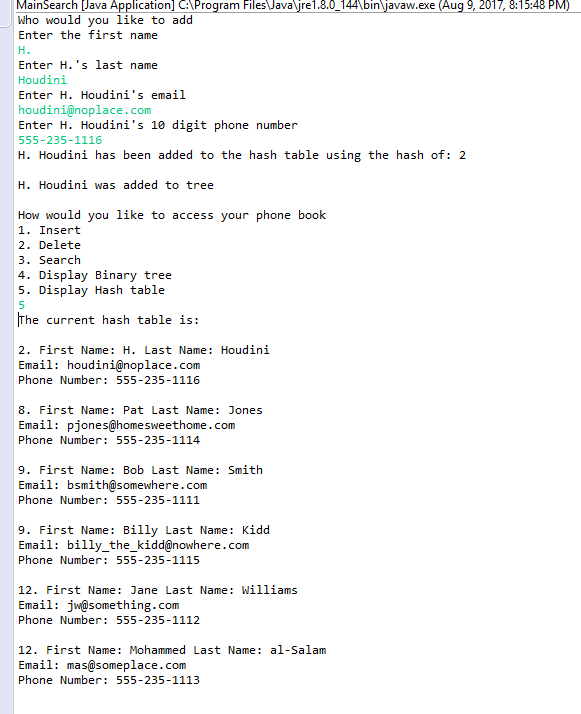 MainSearch [Java Application] C:\Program Files\Java\jre1.8.0_144\bin\javaw.exe (Aug 9, 2017, 8:15:48 PM)
Who would you like to add
Enter the first name
H.
Enter H.'s last name
Houdini
Enter H. Houdini's email
houdini@noplace.com
Enter H. Houdini's 10 digit phone number
555-235-1116
H. Houdini has been added to the hash table using the hash of: 2
H. Houdini was added to tree
How would you like to access your phone book
1. Insert
2. Delete
3. Search
4. Display Binary tree
5. Display Hash table
5
The current hash table is:
2. First Name: H. Last Name: Houdini
Email: houdini@noplace.com
Phone Number: 555-235-1116
8. First Name: Pat Last Name: Jones
Email: pjones@homesweethome.com
Phone Number: 555-235-1114
9. First Name: Bob Last Name: Smith
Email: bsmith@somewhere.com
Phone Number: 555-235-1111
9. First Name: Billy Last Name: Kidd
Email: billy_the_kidd@nowhere.com
Phone Number: 555-235-1115
12. First Name: Jane Last Name: Williams
Email: jw@something.com
Phone Number: 555-235-1112
12. First Name: Mohammed Last Name: al-Salam
Email: mas@someplace.com
Phone Number: 555-235-1113